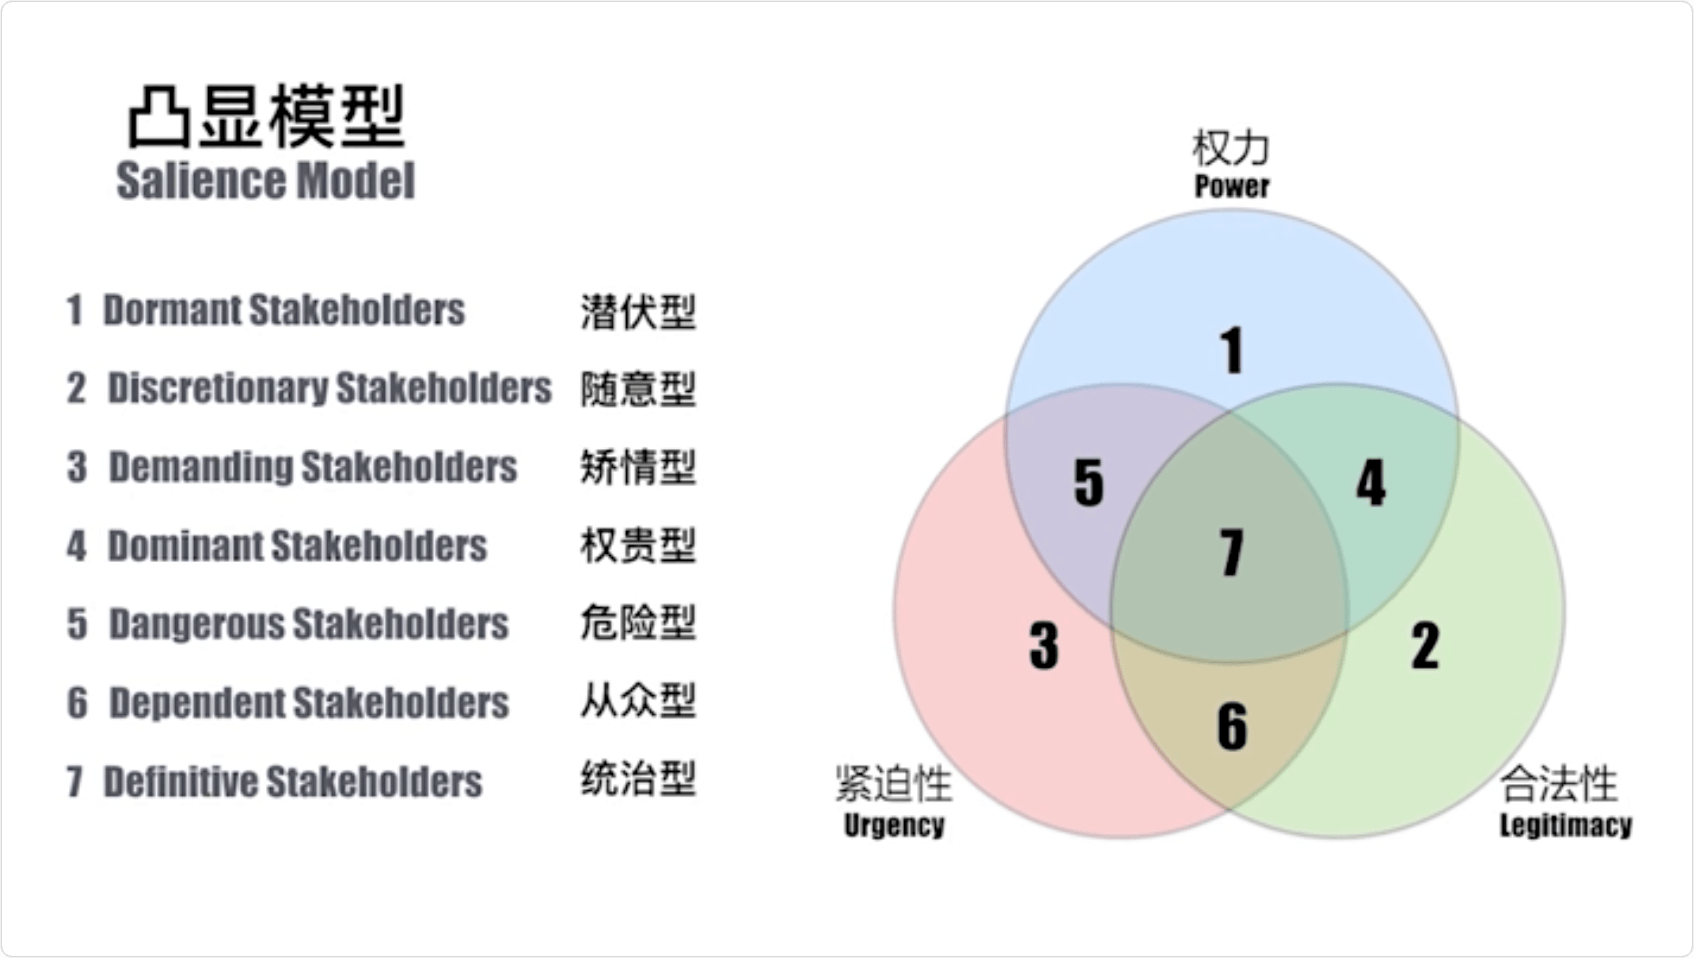 凸显模型
Salience Model
1 Dormant Stakeholders 潜伏型
2 Discretionary Stakeholders 随意型
3 Demanding Stakeholders 矫情型
4 Dominant Stakeholders 权贵型
5 Dangerous Stakeholders 危险型
6 Dependent Stakeholders 从众型
7 Definitive Stakeholders 统治型
权力
Power
1
5
4
7
3
2
6
紧迫性
Urgency
合法性
Legitimacy